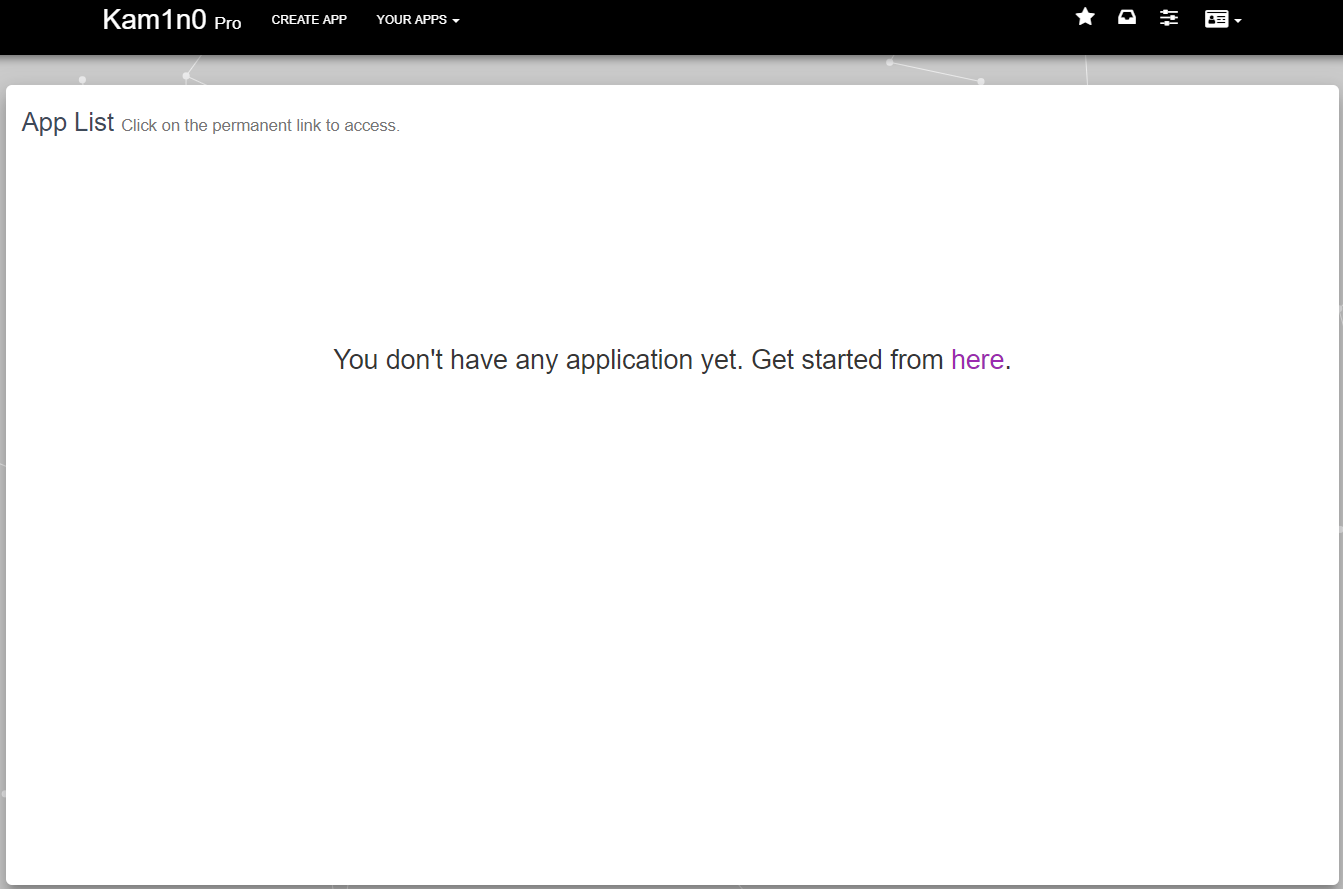 Kam1n0 Pro CREATE APP YOUR APPS
App List Click on the permanent link to access.
You don't have any application yet. Get started from here.